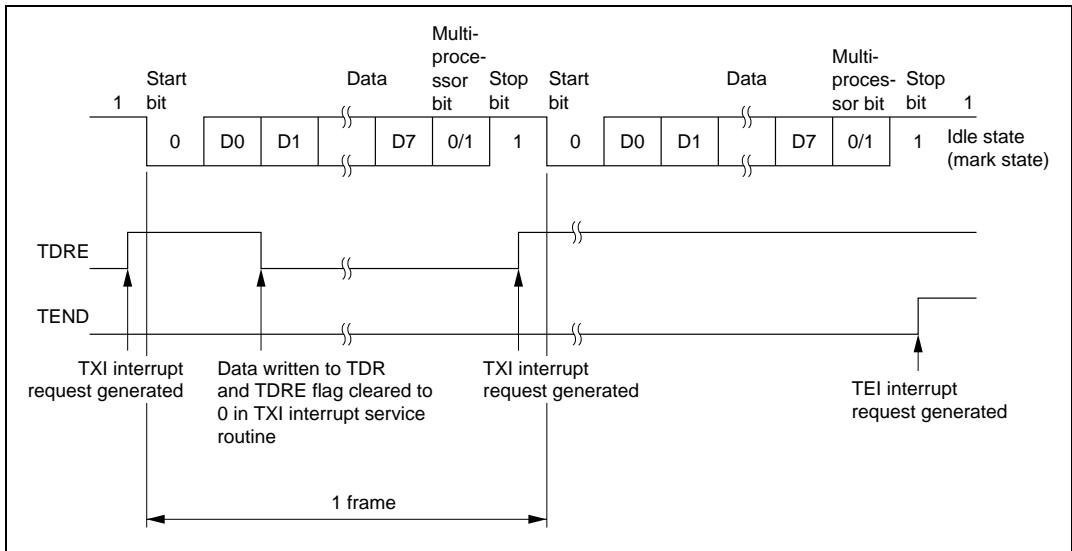 Multi-
proce-
ssor
bit
Start
bit
Data
Stop
bit
Start
bit
Data
Multi-
proces-
sor bit
Stop
bit
1
1
0 D0 D1 D7 0/1 1 0 D0 D1 D7 0/1 1
Idle state
(mark state)
TDRE
TEND
TXI interrupt
request generated
Data written to TDR
and TDRE flag cleared to
0 in TXI interrupt service
routine
TXI interrupt
request generated
TEI interrupt
request generated
1 frame